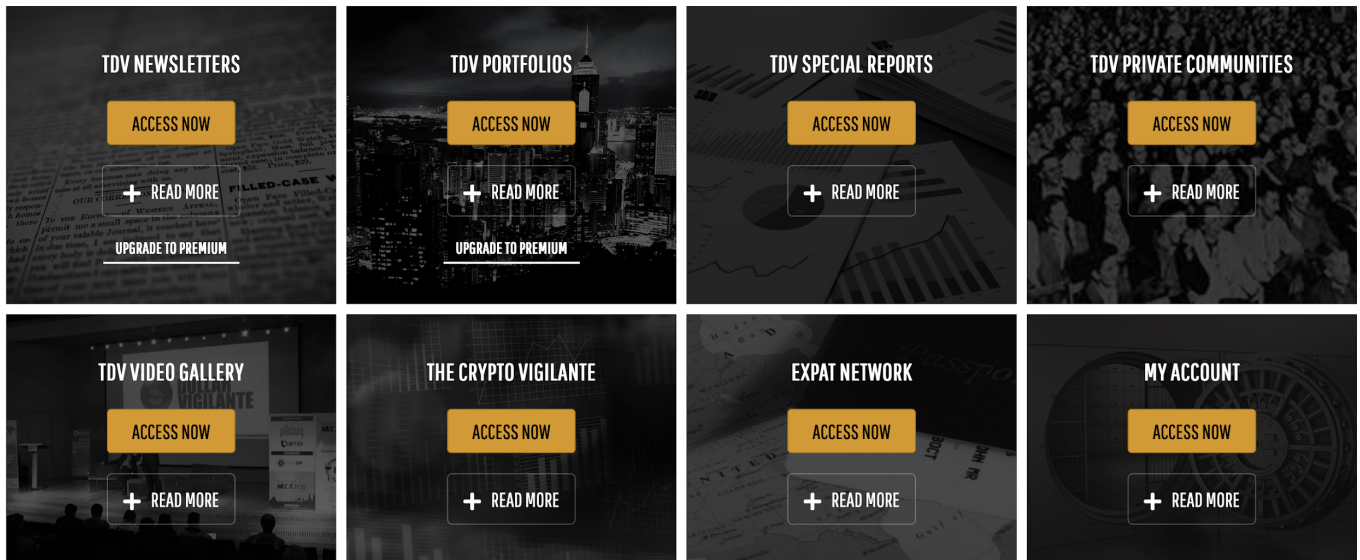 TDV NEWSLETTERS
ACCESS NOW
+ READ MORE
UPGRADE TO PREMIUM
TDV PORTFOLIOS
ACCESS NOW
+ READ MORE
UPGRADE TO PREMIUM
TDV SPECIAL REPORTS
ACCESS NOW
+ READ MORE
TDV PRIVATE COMMUNITIES
ACCESS NOW
+ READ MORE
TDV VIDEO GALLERY
VIGILANTE
ACCESS NOW
+ READ MORE
THE CRYPTO VIGILANTE
ACCESS NOW
+ READ MORE
EXPAT NETWORK
ACCESS NOW
+ READ MORE
MY ACCOUNT
ACCESS NOW
+ READ MORE